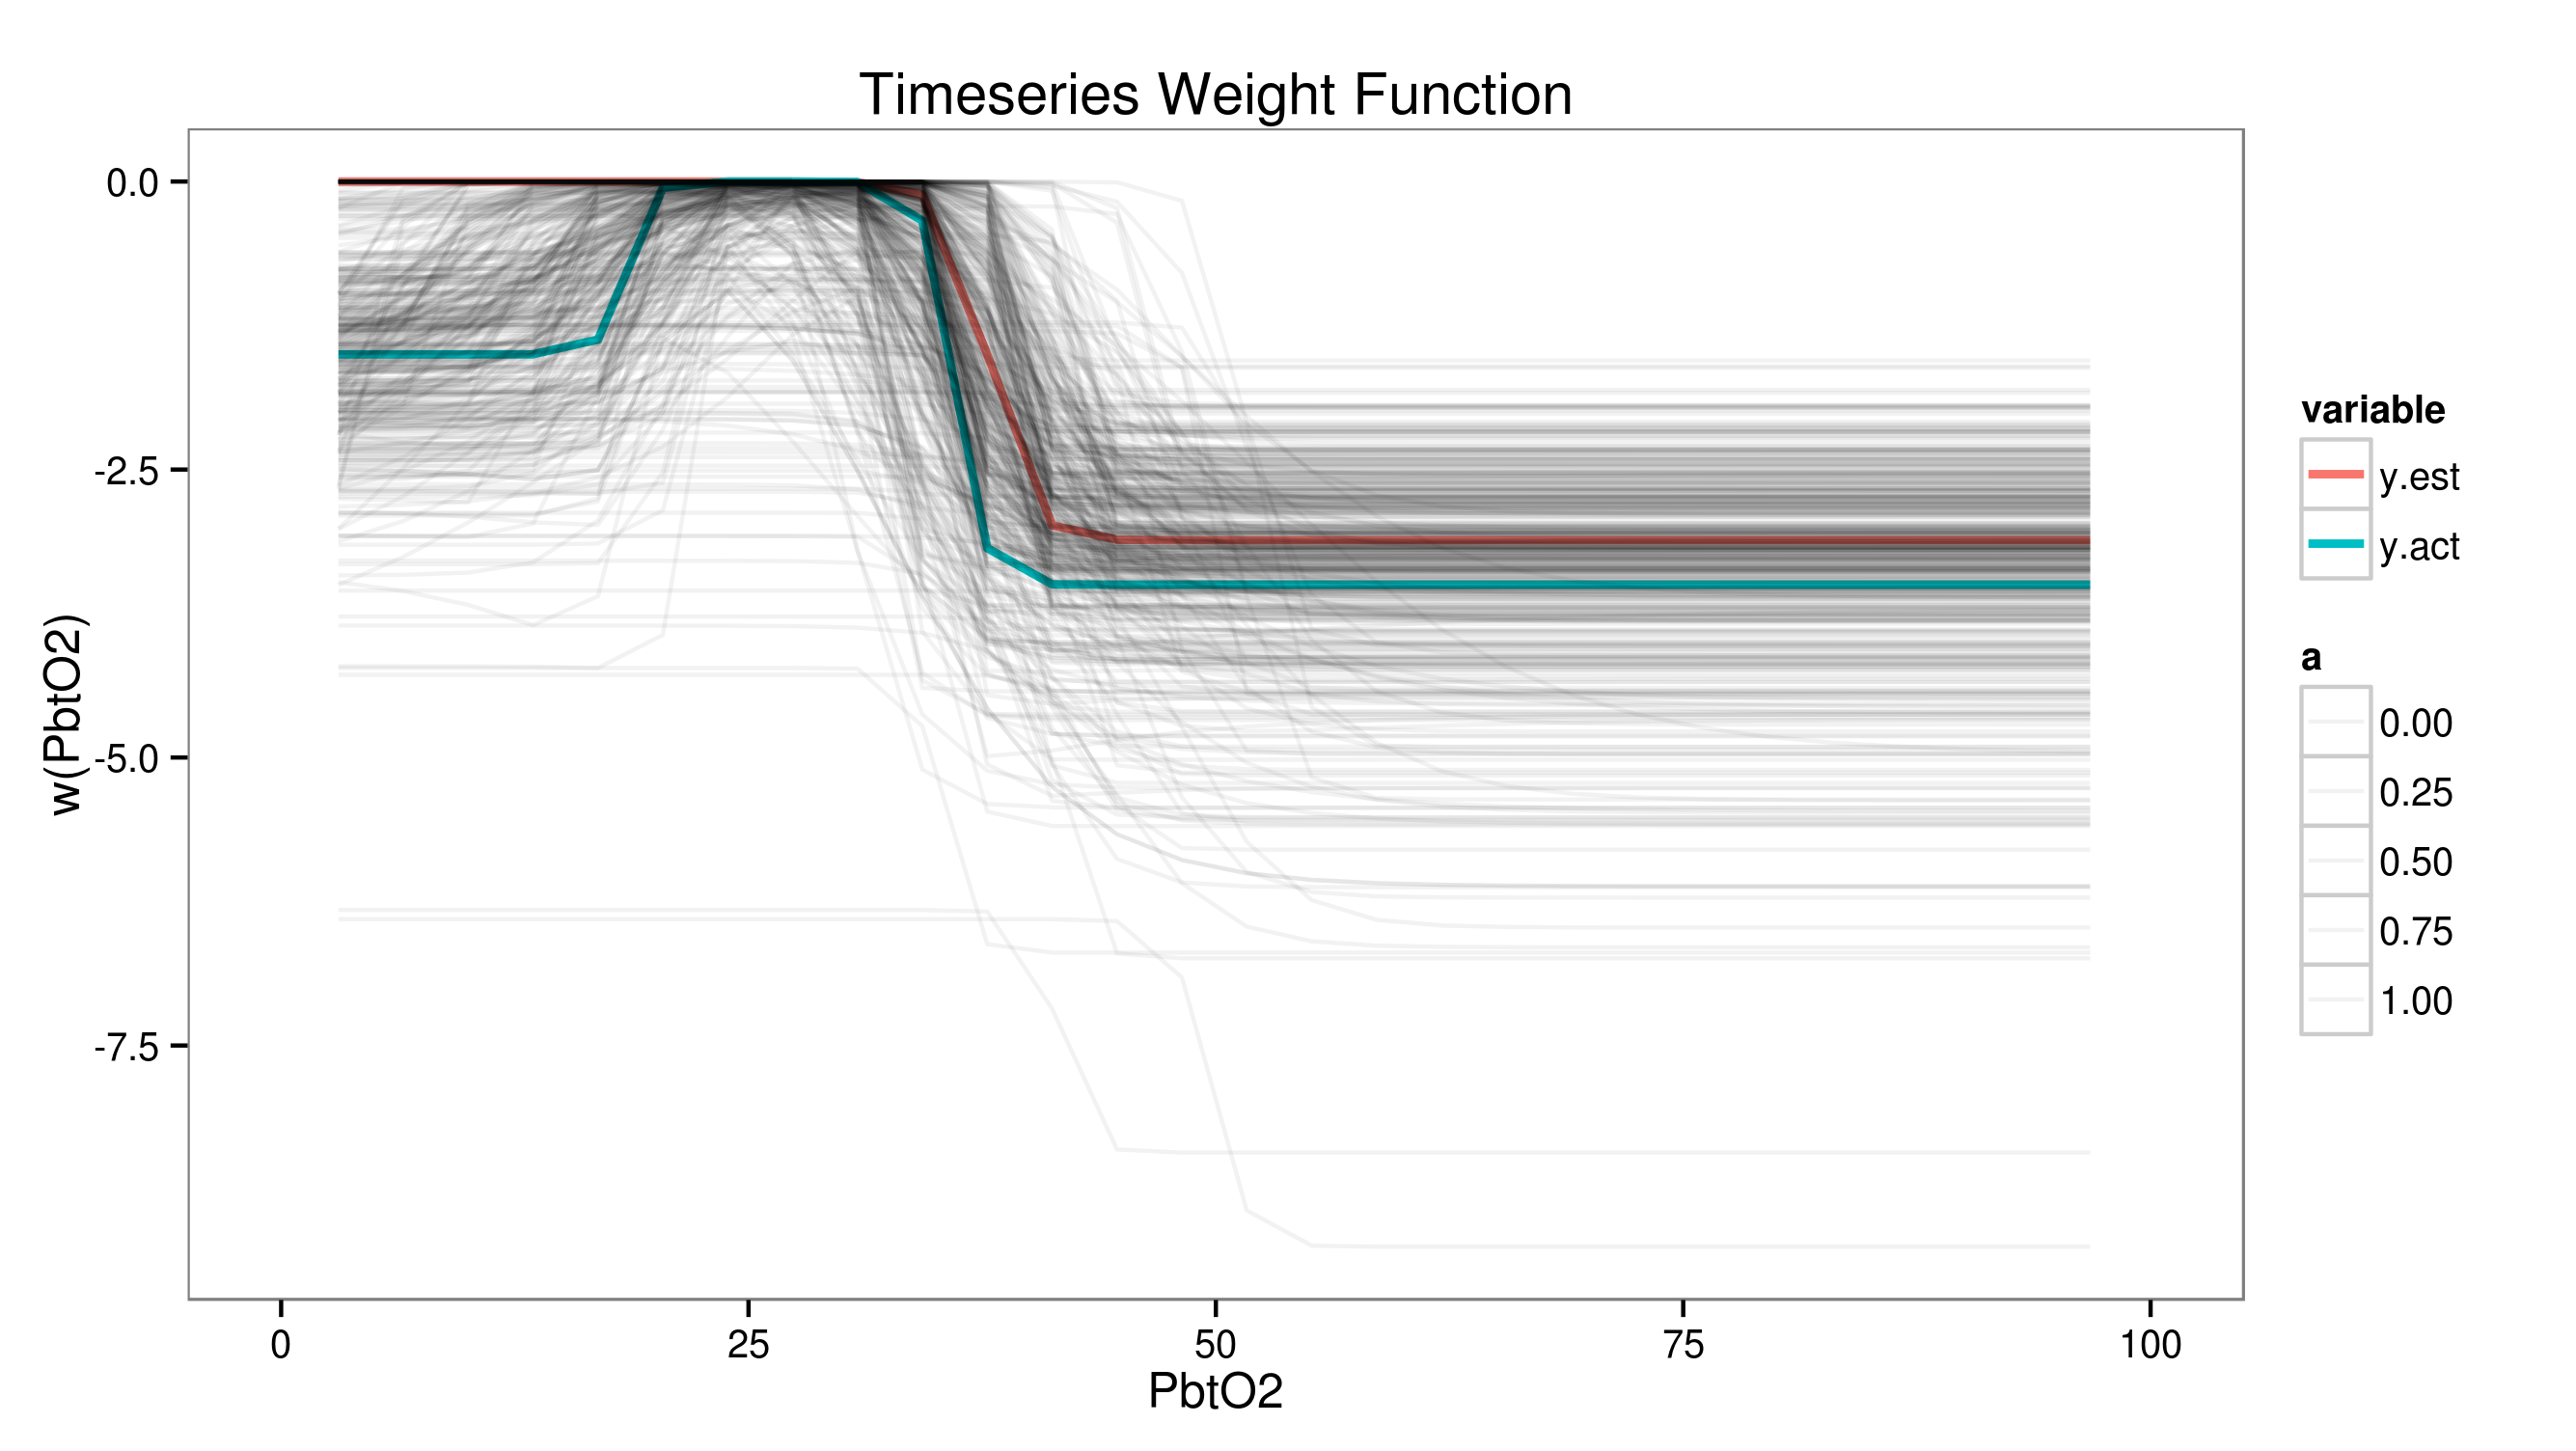 Timeseries Weight Function
w(PbtO2)
0.0
-2.5
-5.0
-7.5
0
25
50
75
100
PbtO2
variable
y.est
y.act
a
0.00
0.25
0.50
0.75
1.00